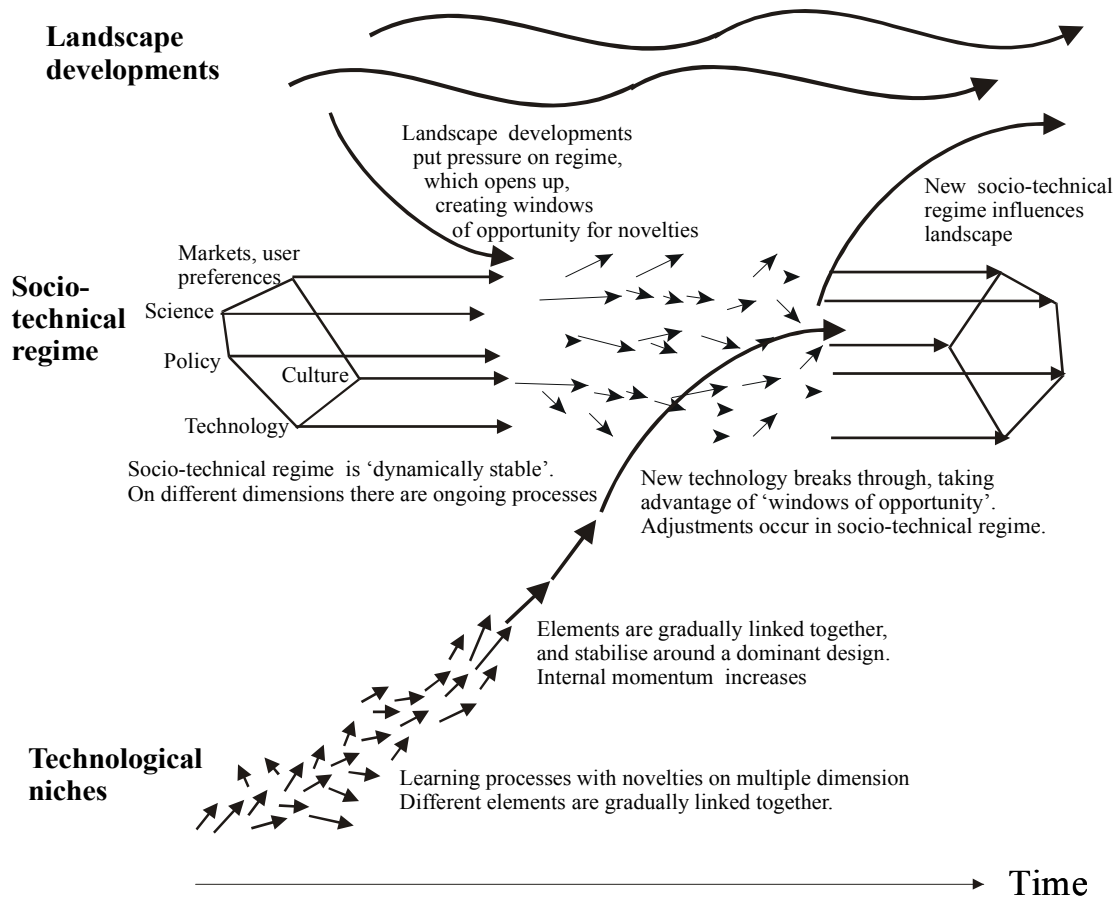 Landscape
developments
Landscape developments
put pressure on regime,
which opens up,
creating windows
of opportunity for novelties
New socio-technical
regime influences
landscape
Socio-
technical
regime
Markets, user
preferences
Science
Policy
Culture
Technology
Socio-technical regime is ‘dynamically stable’.
On different dimensions there are ongoing processes
New technology breaks through, taking
advantage of ‘windows of opportunity’.
Adjustments occur in socio-technical regime.
Elements are gradually linked together,
and stabilise around a dominant design.
Internal momentum increases
Technological
niches
Learning processes with novelties on multiple dimension
Different elements are gradually linked together.
Time